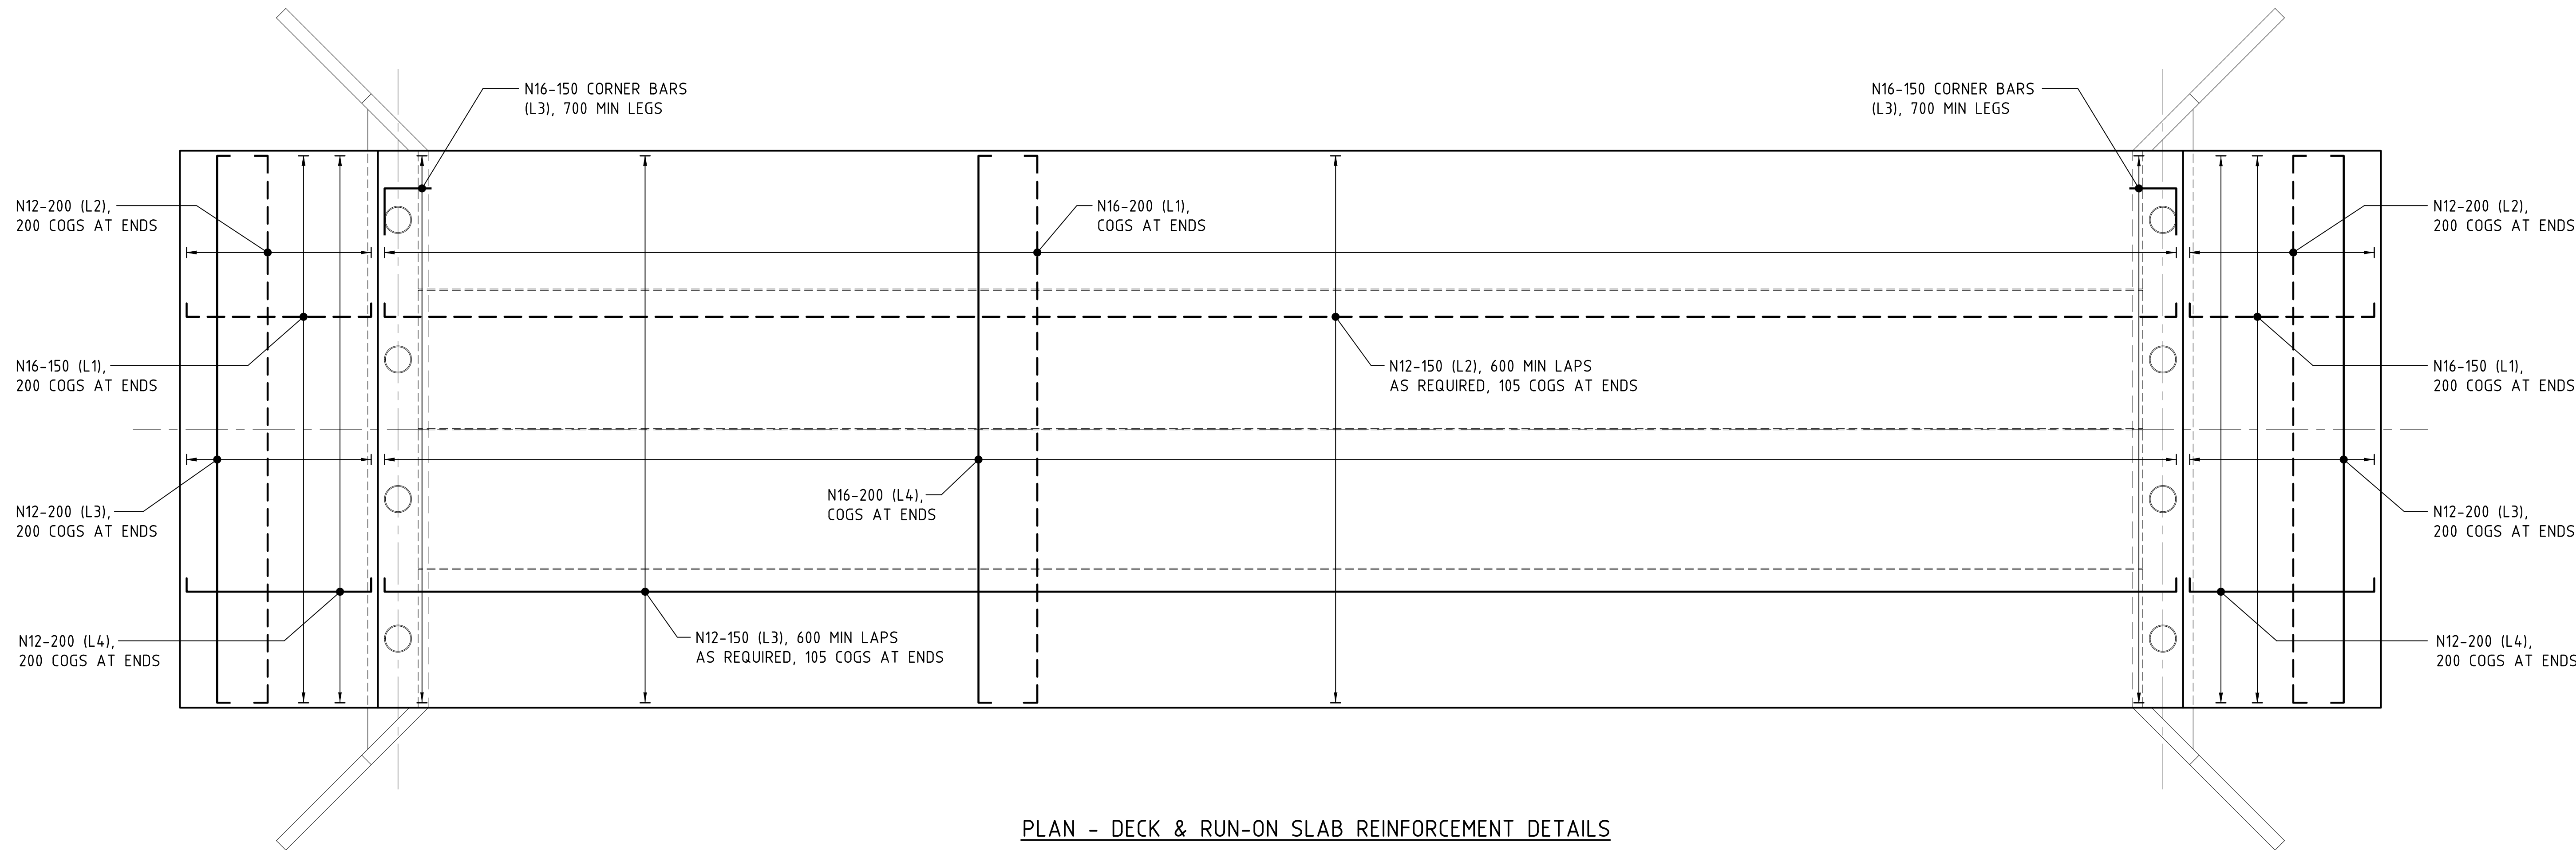 N16-150 CORNER BARS
(L3), 700 MIN LEGS
N16-150 CORNER BARS
(L3), 700 MIN LEGS
N12-200 (L2),
200 COGS AT ENDS
N16-200 (L1),
COGS AT ENDS
N12-200 (L2),
200 COGS AT ENDS
N16-150 (L1),
200 COGS AT ENDS
N12-150 (L2), 600 MIN LAPS
AS REQUIRED, 105 COGS AT ENDS
N16-150 (L1),
200 COGS AT ENDS
N12-200 (L3),
200 COGS AT ENDS
N16-200 (L4),
COGS AT ENDS
N12-200 (L3),
200 COGS AT ENDS
N12-200 (L4),
200 COGS AT ENDS
N12-150 (L3), 600 MIN LAPS
AS REQUIRED, 105 COGS AT ENDS
N12-200 (L4),
200 COGS AT ENDS
PLAN - DECK & RUN-ON SLAB REINFORCEMENT DETAILS